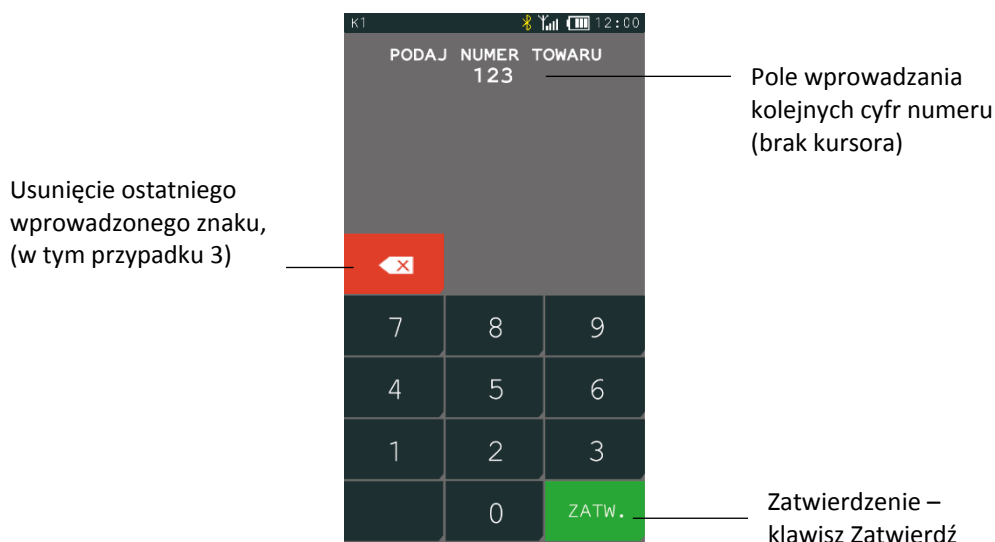 K1 12:00
PODAJ NUMER TOWARU
123
Pole wprowadzania
kolejnych cyfr numeru
(brak kursora)
Usunięcie ostatniego
wprowadzonego znaku,
(w tym przypadku 3)
7 8 9
4 5 6
1 2 3
0 ZATW.
Zatwierdzenie –
klawisz Zatwierdź